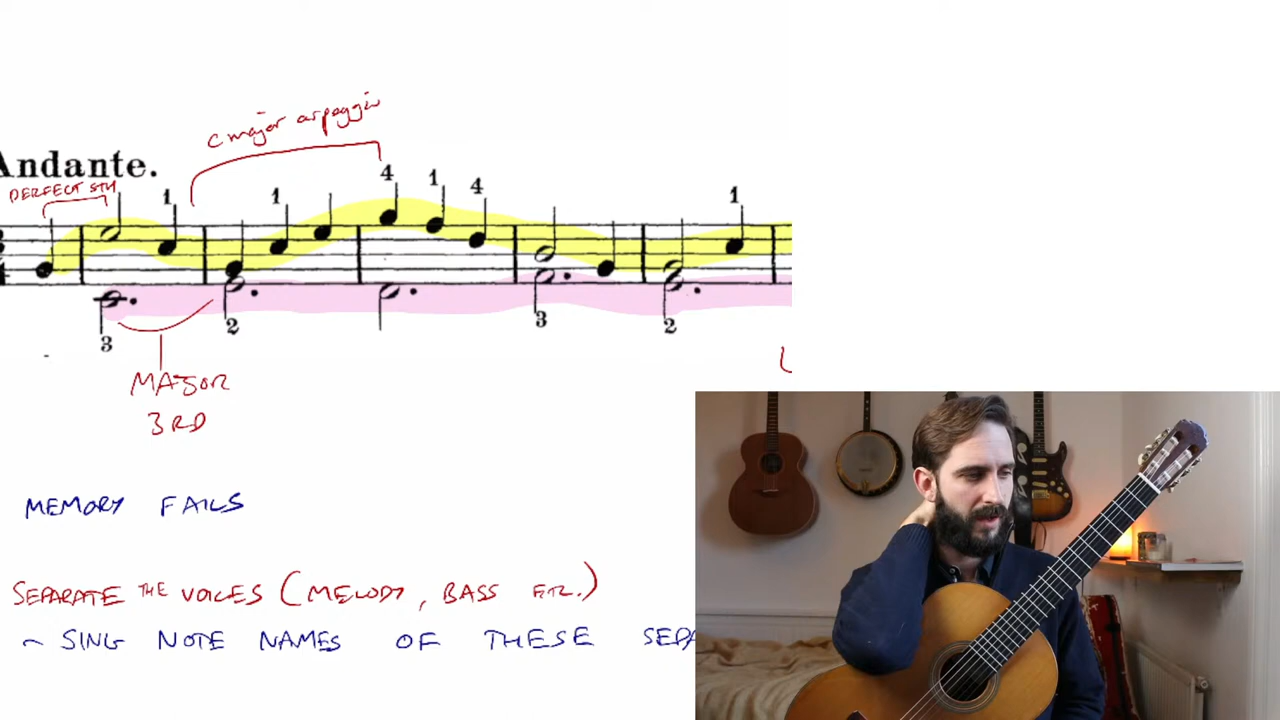 C major arpeggio
Andante.
PERFECT 5TH
1 1 4 1 4 1
3 2 3 2
MAJOR
3RD
MEMORY FAILS
SEPARATE THE VOICES (MELODY, BASS ETC.)
~ SING NOTE NAMES OF THESE SEPA